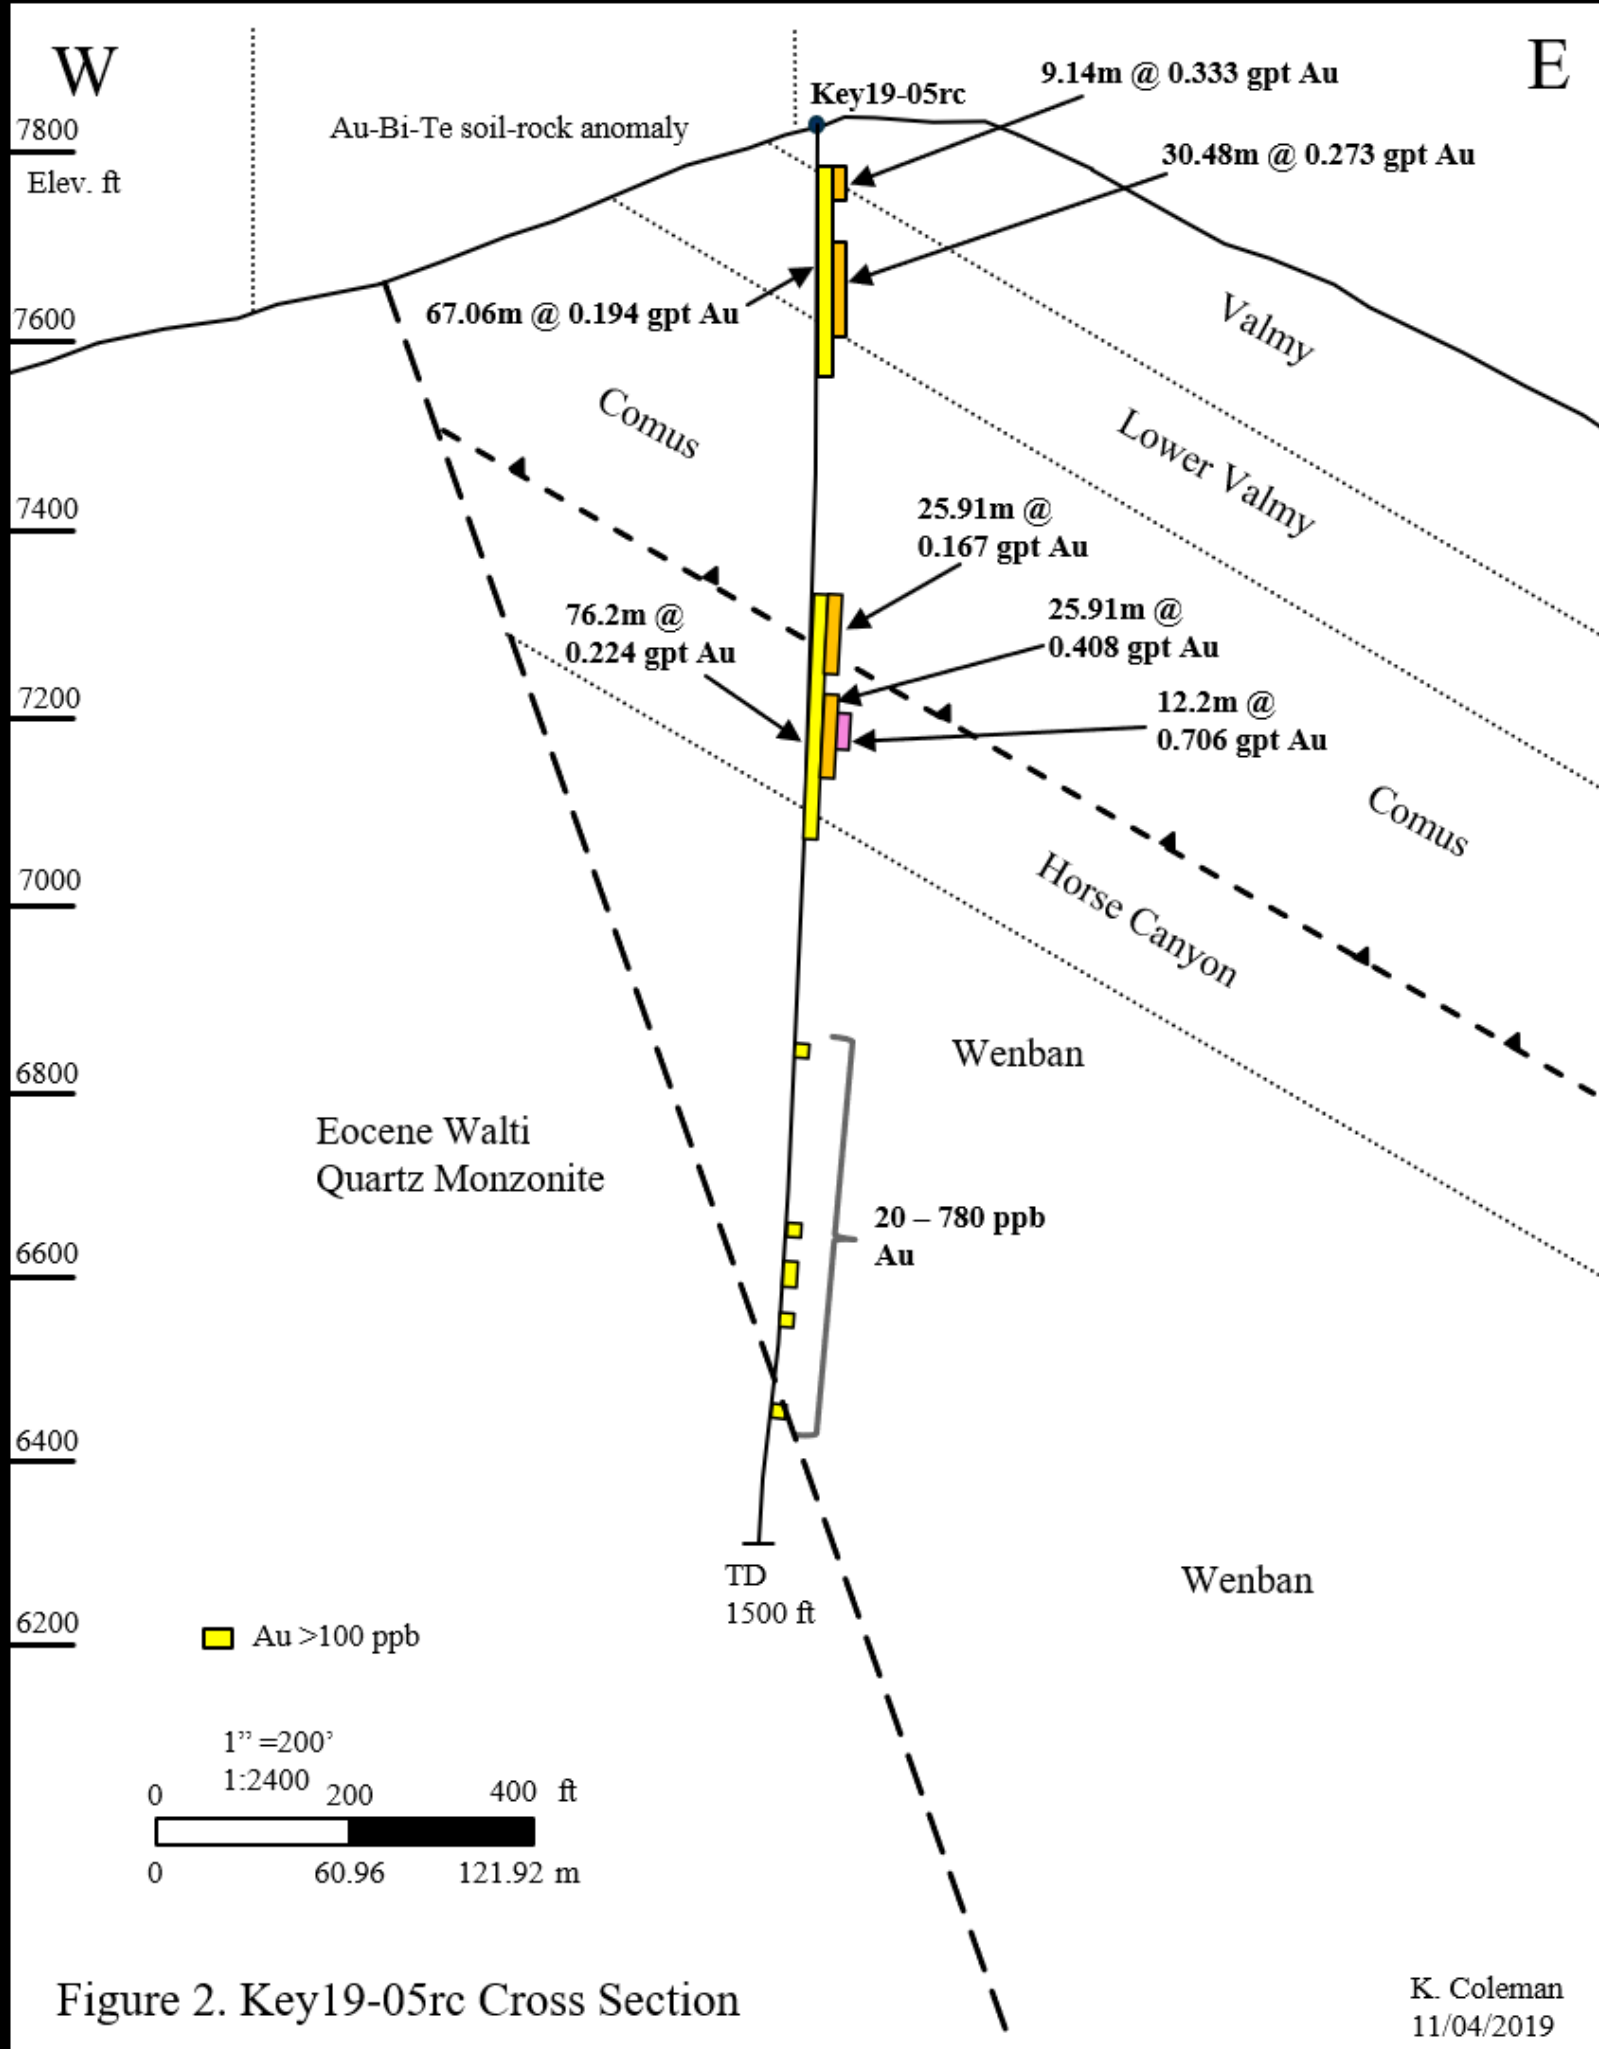 W
E
9.14m @ 0.333 gpt Au
Key19-05rc
7800
Au-Bi-Te soil-rock anomaly
30.48m @ 0.273 gpt Au
Elev. ft
67.06m @ 0.194 gpt Au
7600
Valmy
Comus
Lower Valmy
7400
25.91m @
0.167 gpt Au
76.2m @
0.224 gpt Au
25.91m @
0.408 gpt Au
7200
12.2m @
0.706 gpt Au
Comus
7000
Horse Canyon
Wenban
6800
Eocene Walti
Quartz Monzonite
20 – 780 ppb
Au
6600
6400
TD
1500 ft
Wenban
6200
Au >100 ppb
1” =200’
1:2400
0 200 400 ft
0 60.96 121.92 m
Figure 2. Key19-05rc Cross Section
K. Coleman
11/04/2019